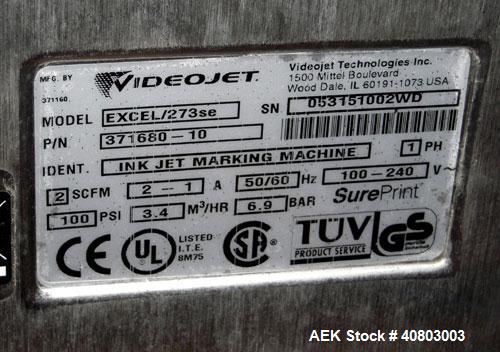 MFG. BY
VIDEOJET
Videojet Technologies Inc.
1500 Mittel Boulevard
Wood Dale, IL 60191-1073 USA
371160
MODEL EXCEL/273se SN 053151002WD
P/N 371680-10
IDENT. INK JET MARKING MACHINE 1 PH
2 SCFM 2-1 A 50/60 Hz 100-240 V~
100 PSI 3.4 M³/HR 6.9 BAR SurePrint
CE UL LISTED I.T.E. 8M75 SA TÜV PRODUCT SERVICE GS
AEK Stock # 40803003